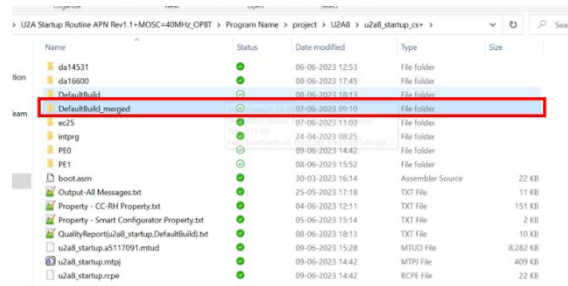 > U2A Startup Routine APN Rev1.1+MOSC=40MHz_OPBT > Program Name > project > U2A8 > u2a8_startup_cs+ >
Name Status Date modified Type Size
da14531 06-06-2023 12:53 File folder
da16600 08-06-2023 17:45 File folder
DefaultBuild 08-06-2023 18:13 File folder
DefaultBuild_merged 07-06-2023 09:10 File folder
ec25 07-06-2023 11:03 File folder
intprg 24-04-2023 08:25 File folder
PE0 09-06-2023 14:42 File folder
PE1 08-06-2023 15:52 File folder
boot.asm 30-03-2023 16:14 Assembler Source 22 KB
Output-All Messages.txt 25-05-2023 17:18 TXT File 11 KB
Property - CC-RH Property.txt 04-06-2023 12:11 TXT File 151 KB
Property - Smart Configurator Property.txt 05-06-2023 15:14 TXT File 2 KB
QualityReport(u2a8_startup,DefaultBuild).txt 08-06-2023 18:13 TXT File 10 KB
u2a8_startup.a5117091.mtud 09-06-2023 15:28 MTUD File 8,282 KB
u2a8_startup.mtpj 09-06-2023 14:42 MTPJ File 409 KB
u2a8_startup.rcpe 09-06-2023 14:42 RCPE File 22 KB